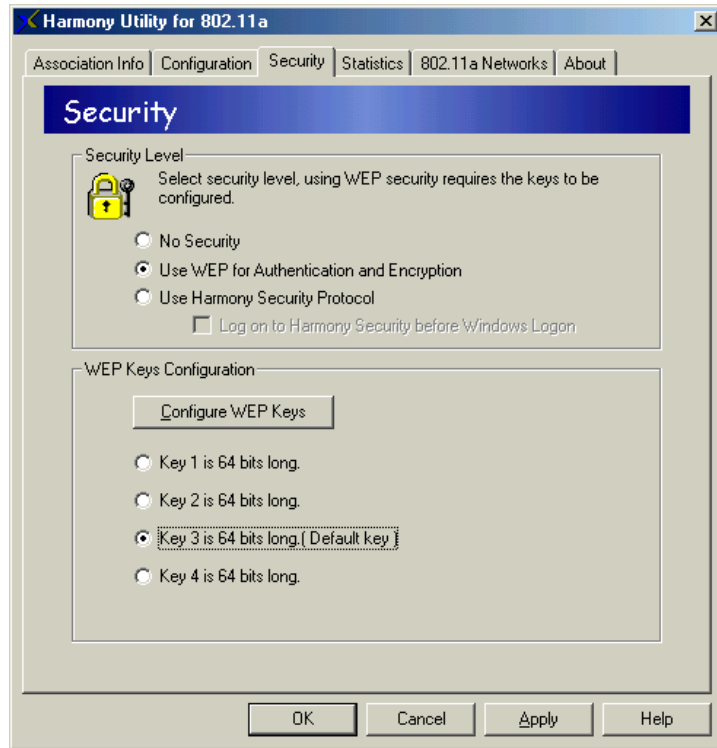 Harmony Utility for 802.11a
Association Info Configuration Security Statistics 802.11a Networks About
Security
Security Level
Select security level, using WEP security requires the keys to be
configured.
No Security
Use WEP for Authentication and Encryption
Use Harmony Security Protocol
Log on to Harmony Security before Windows Logon
WEP Keys Configuration
Configure WEP Keys
Key 1 is 64 bits long.
Key 2 is 64 bits long.
Key 3 is 64 bits long.( Default key )
Key 4 is 64 bits long.
OK Cancel Apply Help